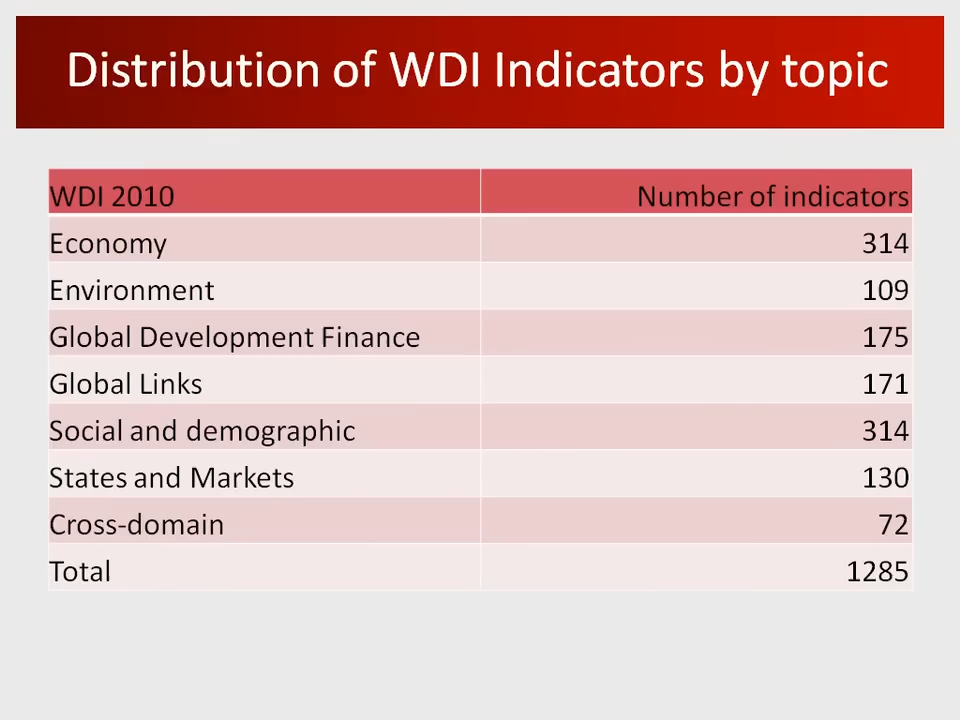 Distribution of WDI Indicators by topic
WDI 2010 Number of indicators
Economy 314
Environment 109
Global Development Finance 175
Global Links 171
Social and demographic 314
States and Markets 130
Cross-domain 72
Total 1285